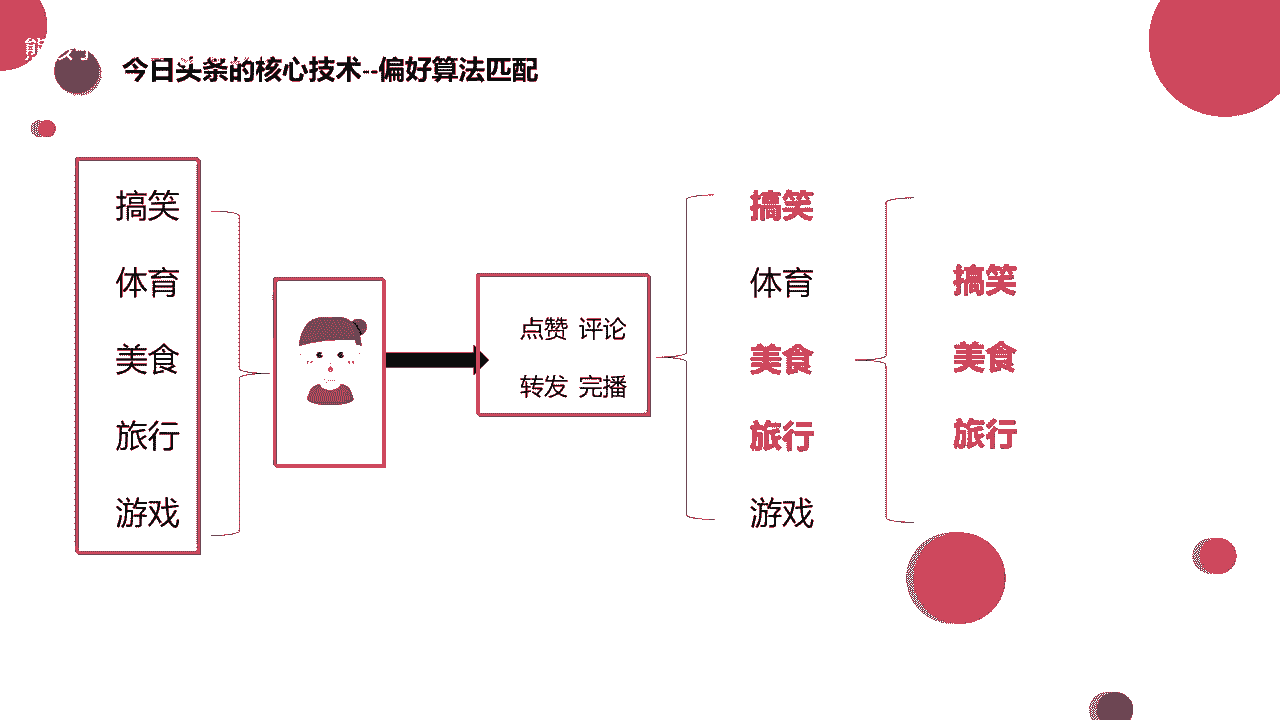 今日头条的核心技术--偏好算法匹配
搞笑
体育
美食
旅行
游戏
点赞 评论
转发 完播
搞笑
体育
美食
旅行
游戏
搞笑
美食
旅行